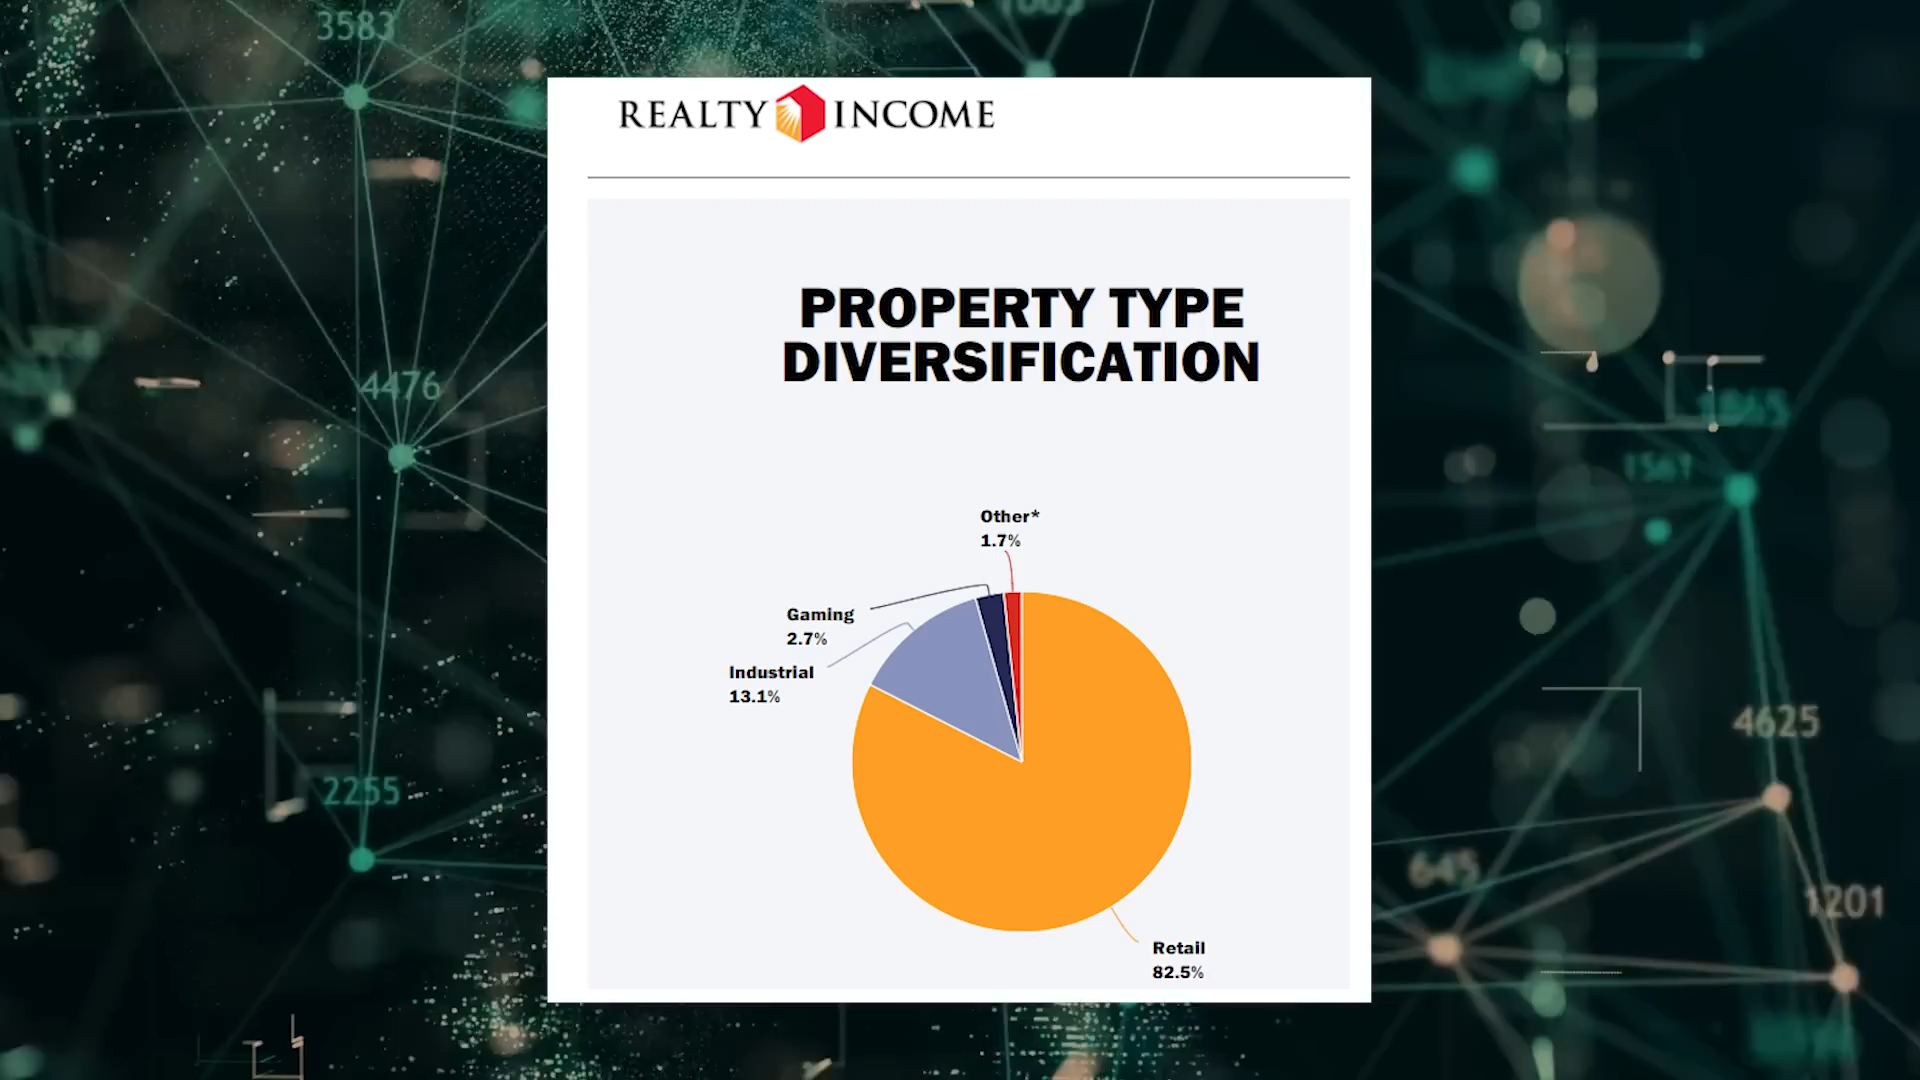 3583
REALTY INCOME
4476
PROPERTY TYPE
DIVERSIFICATION
1561
Other*
1.7%
Gaming
2.7%
Industrial
13.1%
4625
2255
645
1201
Retail
82.5%